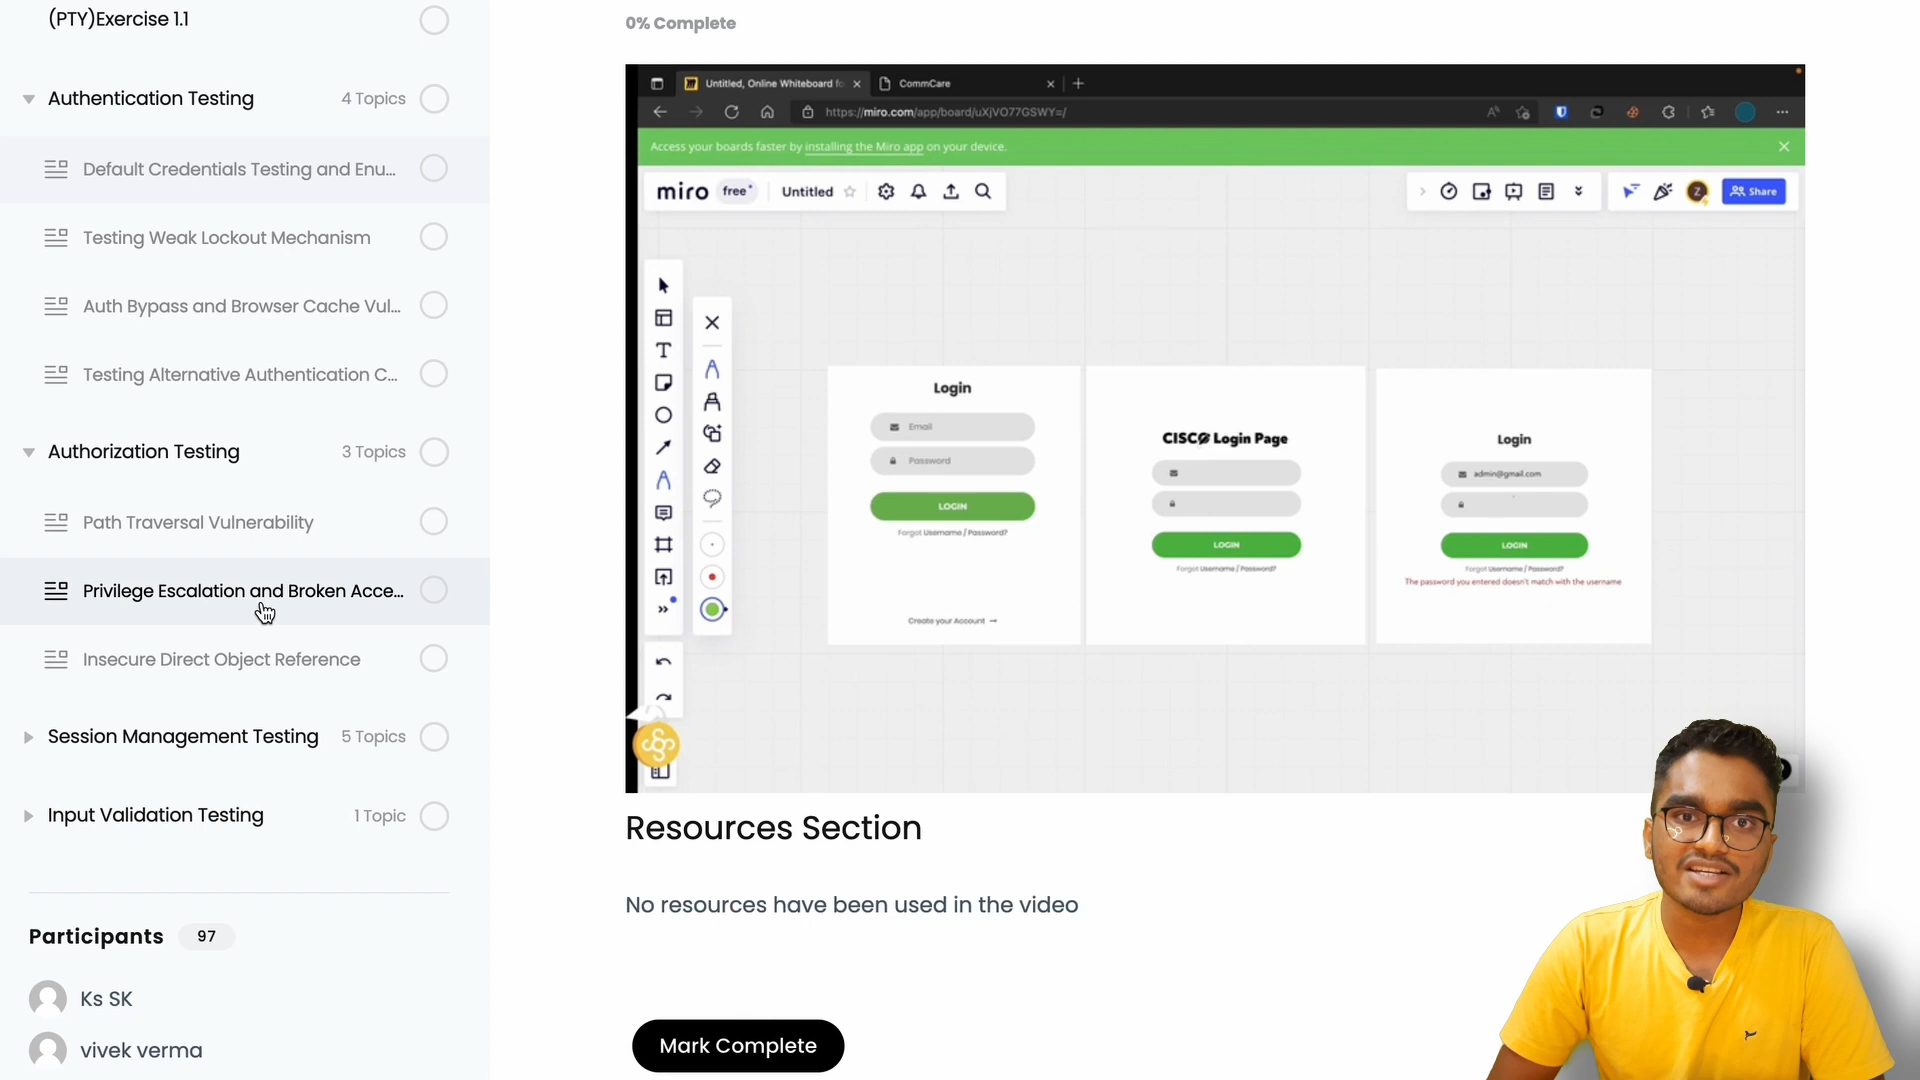 (PTY)Exercise 1.1
Authentication Testing 4 Topics
Default Credentials Testing and Enu...
Testing Weak Lockout Mechanism
Auth Bypass and Browser Cache Vul...
Testing Alternative Authentication C...
Authorization Testing 3 Topics
Path Traversal Vulnerability
Privilege Escalation and Broken Acce...
Insecure Direct Object Reference
Session Management Testing 5 Topics
Input Validation Testing 1 Topic
Participants 97
Ks SK
vivek verma
0% Complete
Untitled, Online Whiteboard fo
CommCare
https://miro.com/app/board/uXjVO77GSWY=/
Access your boards faster by installing the Miro app on your device.
miro free Untitled
Z
Share
Login
Email
Password
LOGIN
Forgot Username / Password?
Create your Account →
CISCO Login Page
LOGIN
Forgot Username / Password?
Login
admin@gmail.com
LOGIN
Forgot Username / Password?
The password you entered doesn't match with the username
Resources Section
No resources have been used in the video
Mark Complete